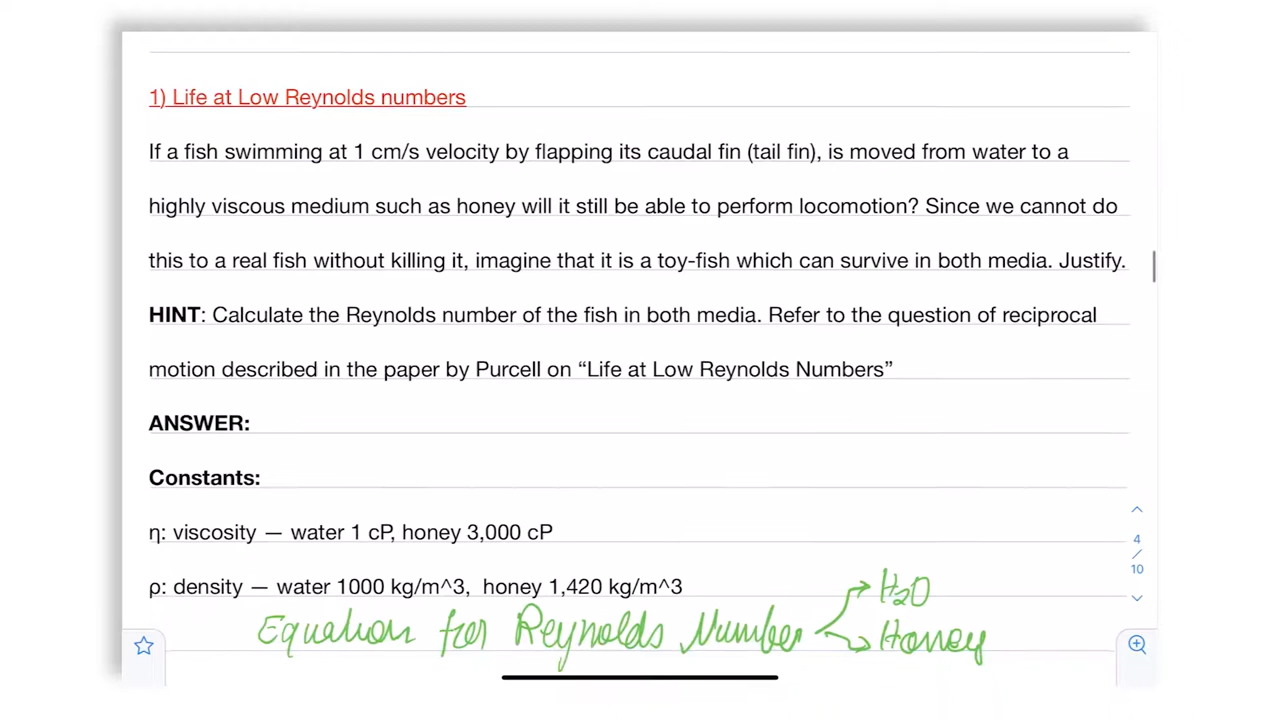 1) Life at Low Reynolds numbers
If a fish swimming at 1 cm/s velocity by flapping its caudal fin (tail fin), is moved from water to a
highly viscous medium such as honey will it still be able to perform locomotion? Since we cannot do
this to a real fish without killing it, imagine that it is a toy-fish which can survive in both media. Justify.
HINT: Calculate the Reynolds number of the fish in both media. Refer to the question of reciprocal
motion described in the paper by Purcell on “Life at Low Reynolds Numbers”
ANSWER:
Constants:
η: viscosity — water 1 cP, honey 3,000 cP
ρ: density — water 1000 kg/m^3, honey 1,420 kg/m^3
Equation for Reynolds Number
H2O
Honey
4
/
10